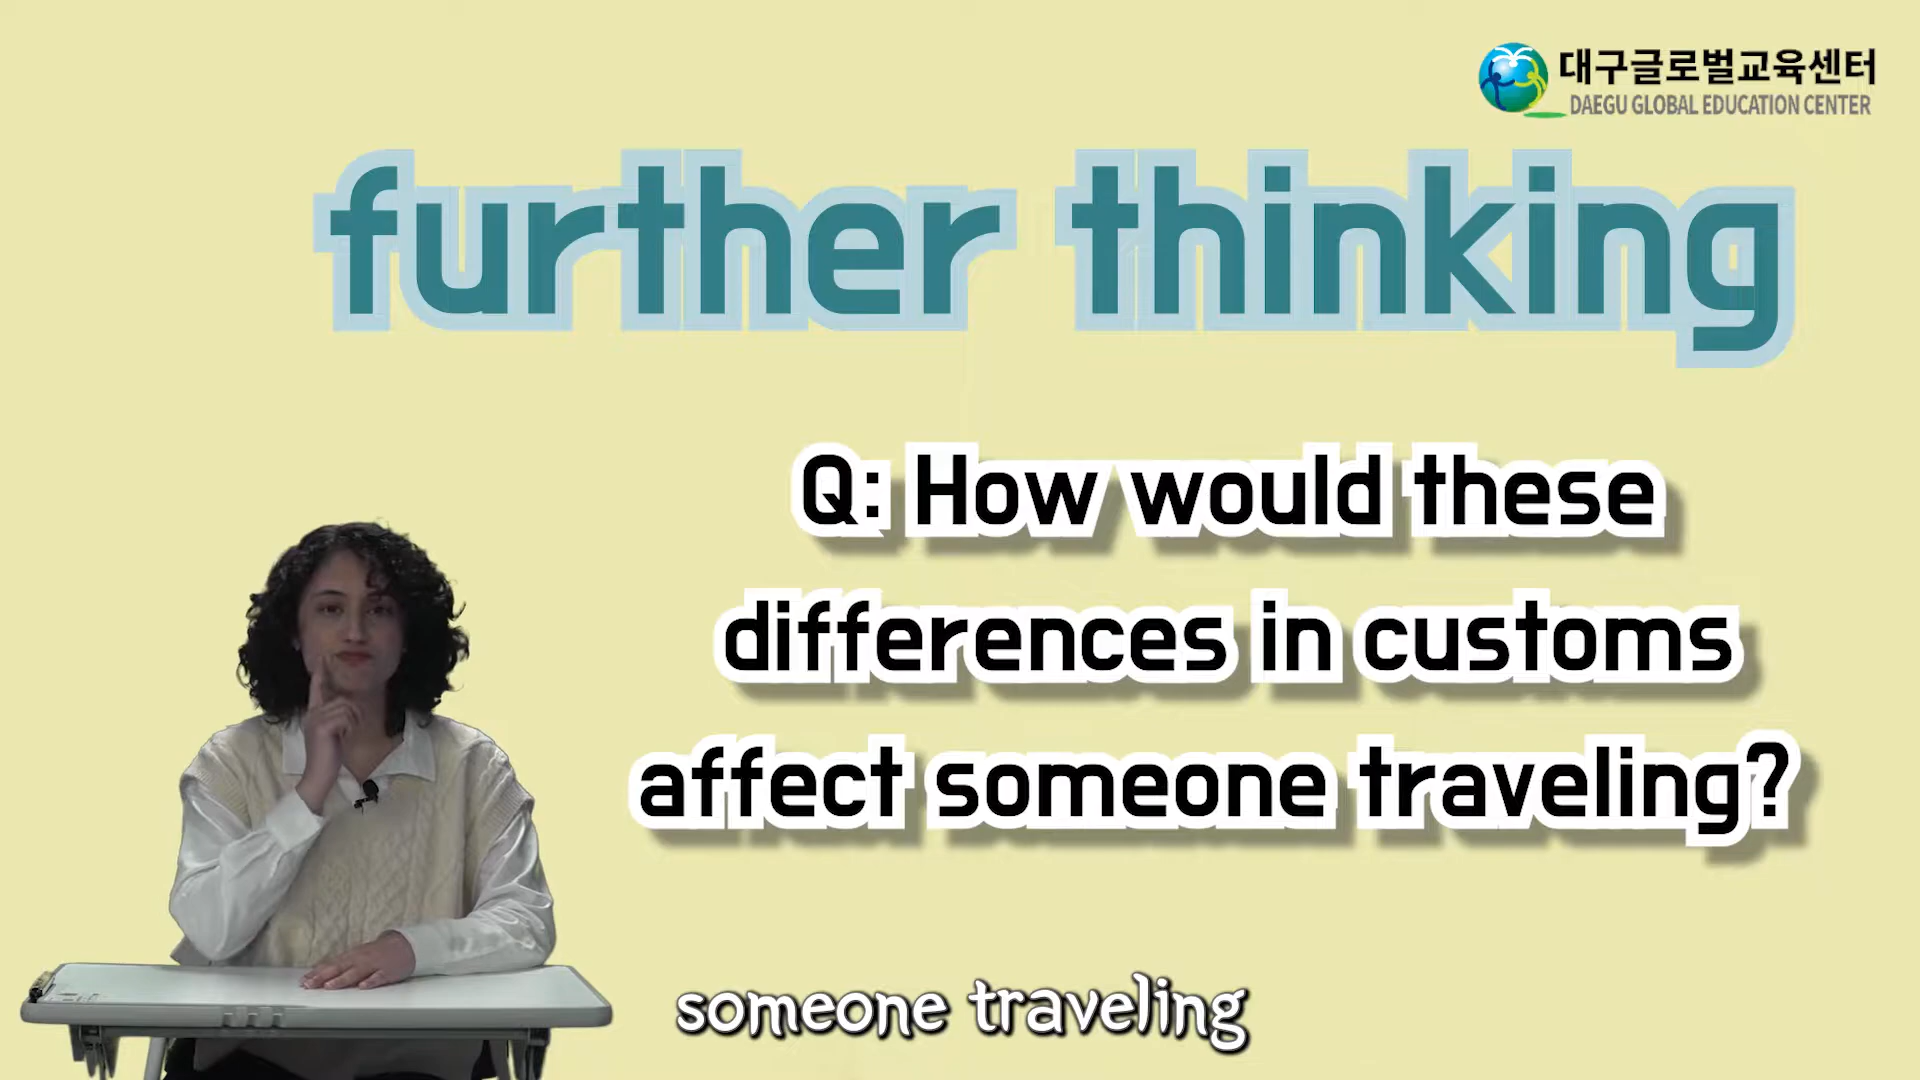 대구글로벌교육센터
DAEGU GLOBAL EDUCATION CENTER
further thinking
Q: How would these
differences in customs
affect someone traveling?
someone traveling